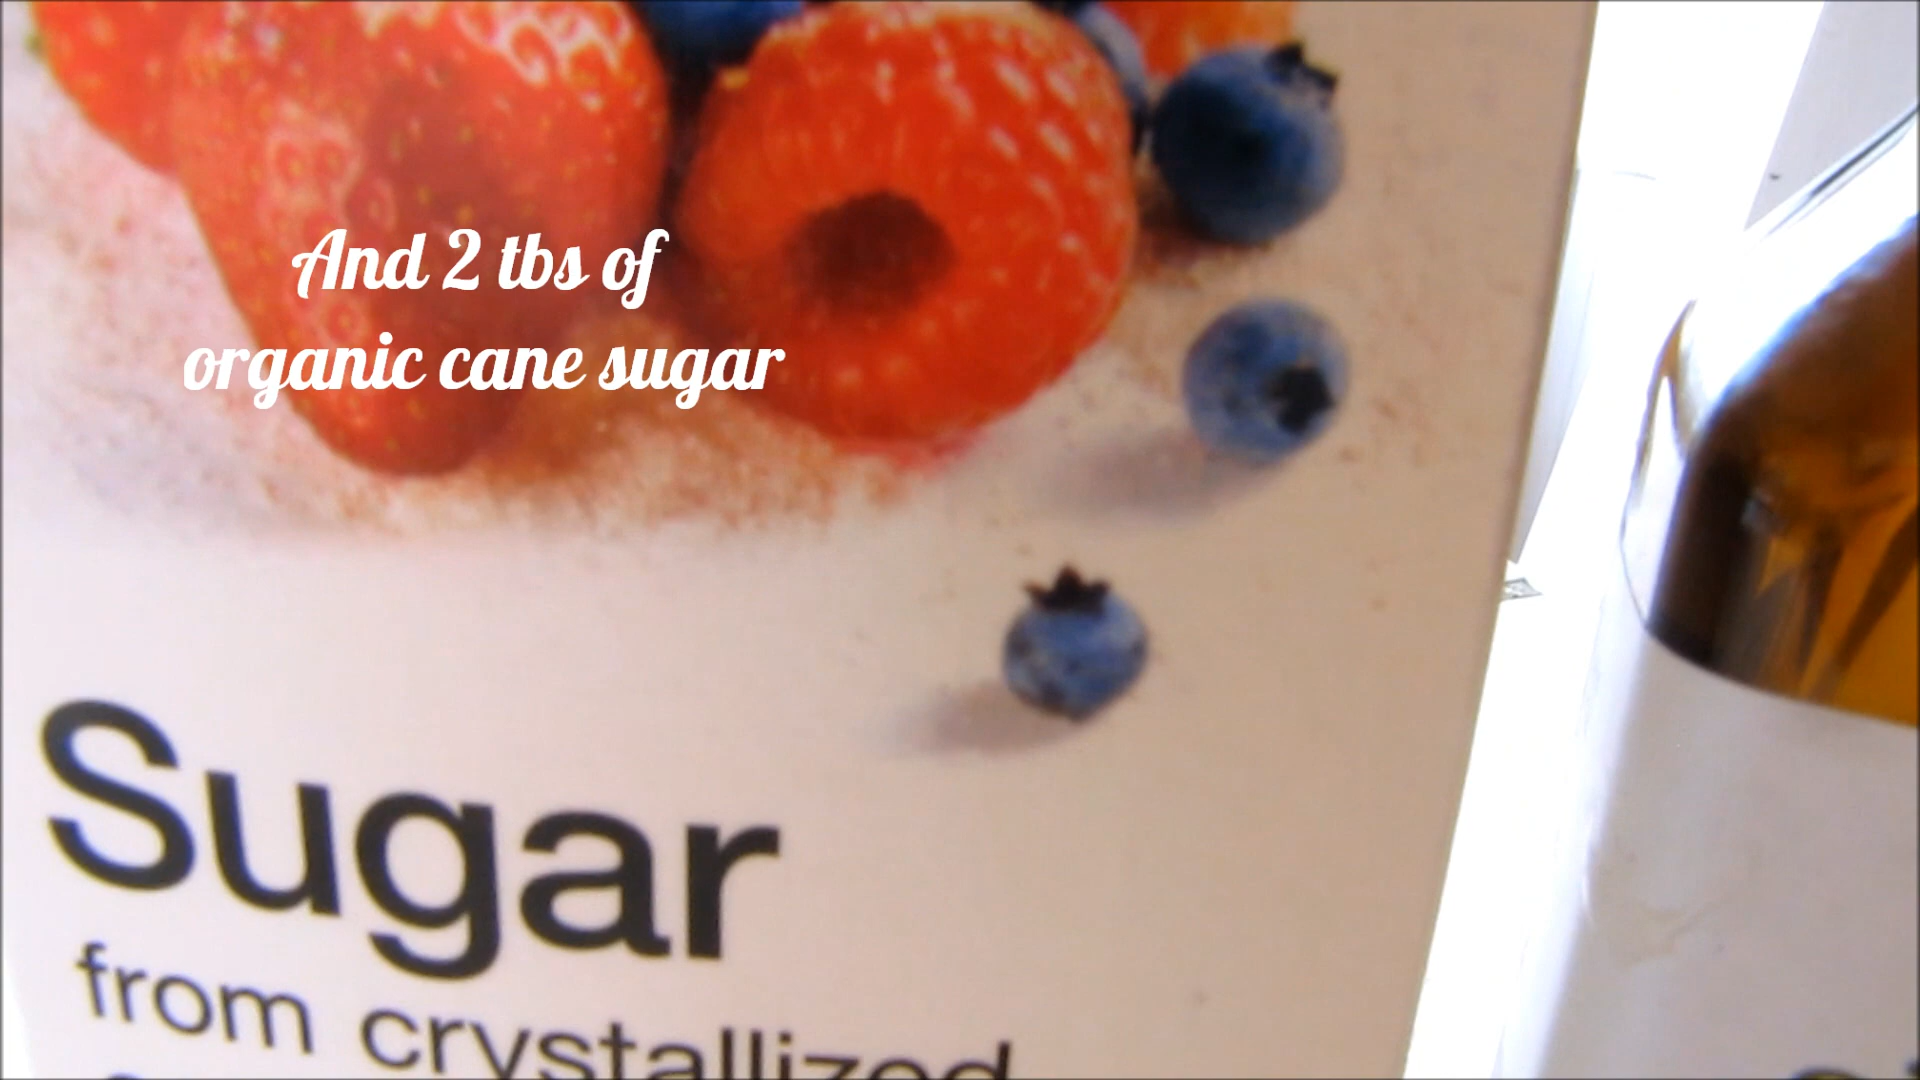 And 2 tbs of
organic cane sugar
Sugar
from crystallized